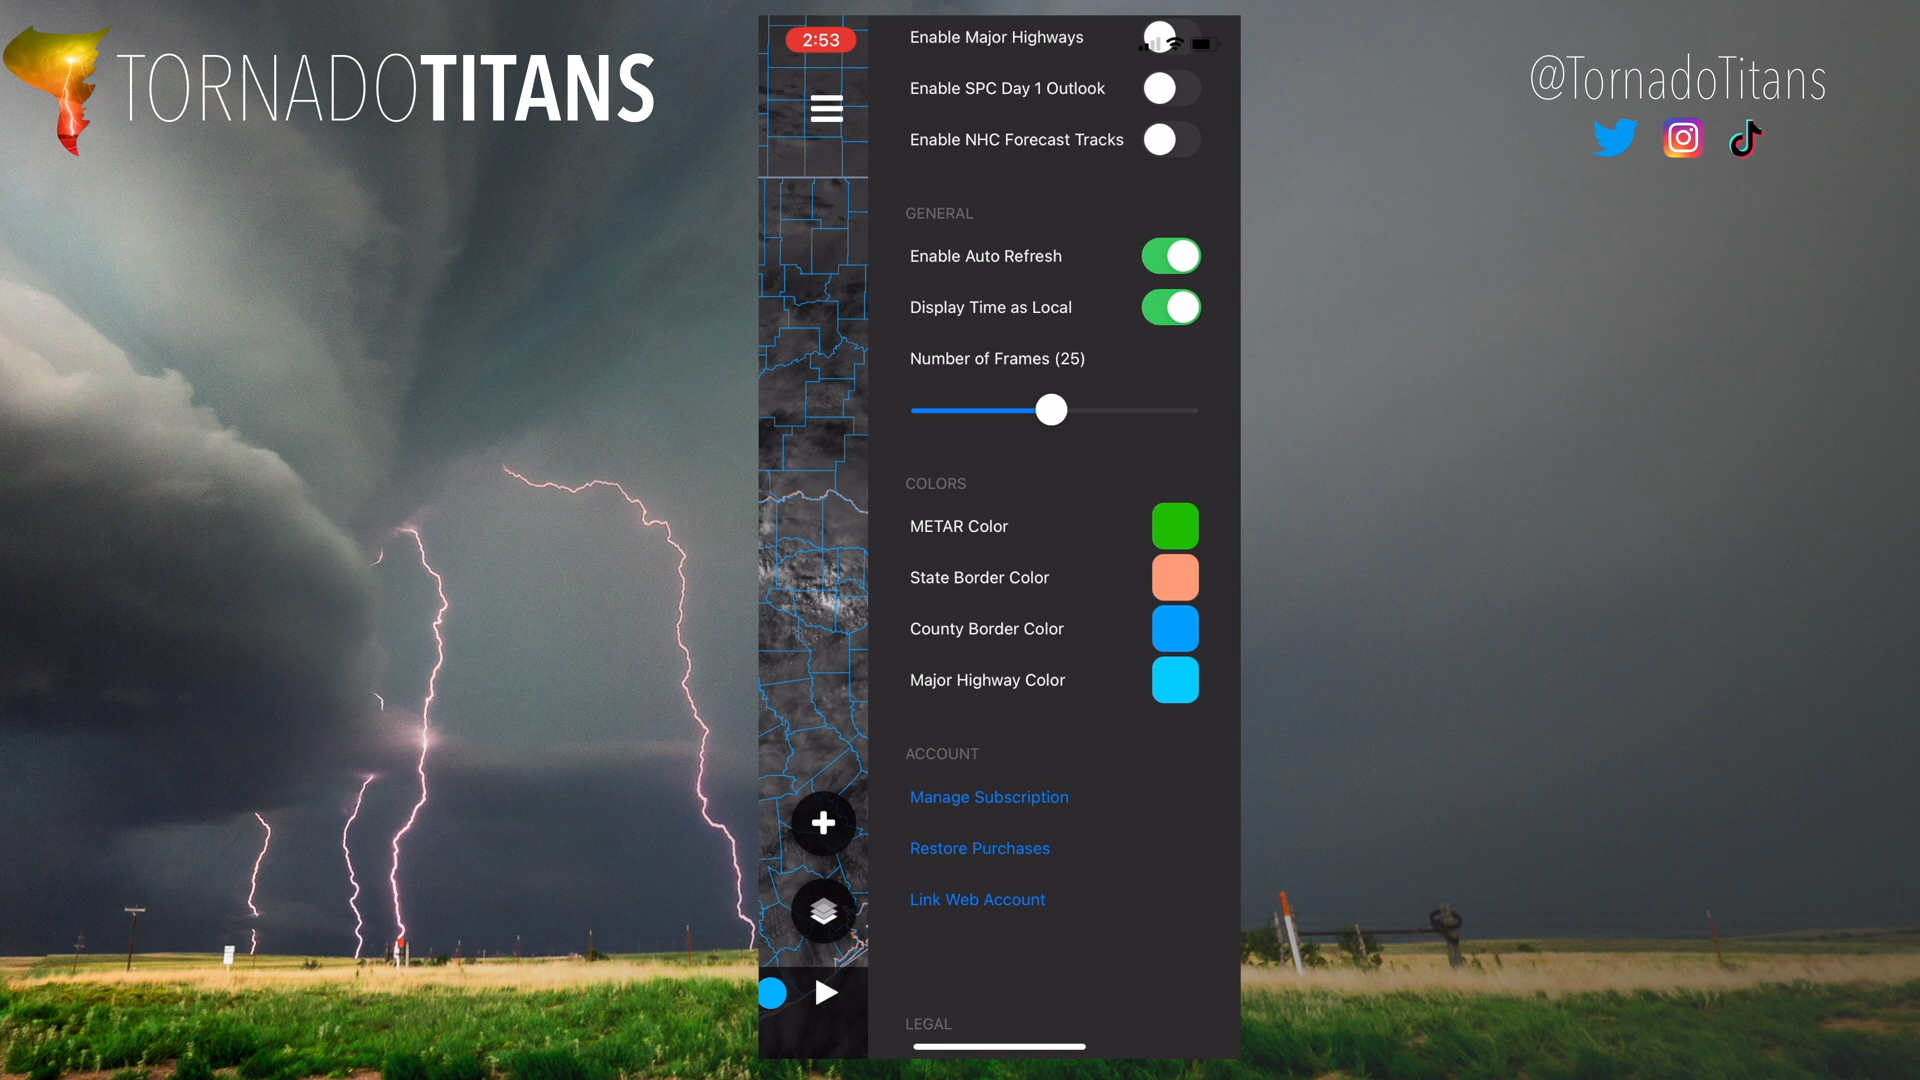 TORNADOTITANS
@TornadoTitans
2:53
Enable Major Highways
Enable SPC Day 1 Outlook
Enable NHC Forecast Tracks
GENERAL
Enable Auto Refresh
Display Time as Local
Number of Frames (25)
COLORS
METAR Color
State Border Color
County Border Color
Major Highway Color
ACCOUNT
Manage Subscription
Restore Purchases
Link Web Account
LEGAL